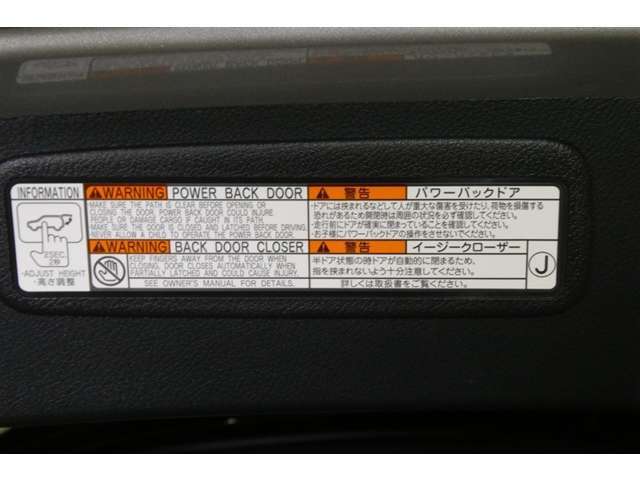 INFORMATION
2SEC.
2秒
·ADJUST HEIGHT
·高さ調整
WARNING POWER BACK DOOR
·MAKE SURE THE PATH IS CLEAR BEFORE OPENING OR
CLOSING THE DOOR. POWER BACK DOOR COULD INJURE
PEOPLE OR DAMAGE CARGO IF CAUGHT IN ITS PATH.
·MAKE SURE THE DOOR IS CLOSED AND LATCHED BEFORE DRIVING.
·NEVER ALLOW A CHILD TO OPERATE THE POWER BACK DOOR.
WARNING BACK DOOR CLOSER
KEEP FINGERS AWAY FROM THE DOOR WHEN
CLOSING. DOOR CLOSES AUTOMATICALLY WHEN
PARTIALLY LATCHED AND COULD CAUSE INJURY.
SEE OWNER'S MANUAL FOR DETAILS.
警告 パワーバックドア
·ドアには挟まれるなどして人が重大な傷害を受けたり、荷物を損傷する
恐れがあるため開閉時は周囲の状況を必ず確認してください。
·走行前にドアが確実に閉まっていることを確認してください。
·お子様にパワーバックドアの操作をさせないでください。
警告 イージークローザー
半ドア状態の時ドアが自動的に閉まるため、
指を挟まれないよう十分注意してください。
詳しくは取扱書をご覧ください。
J